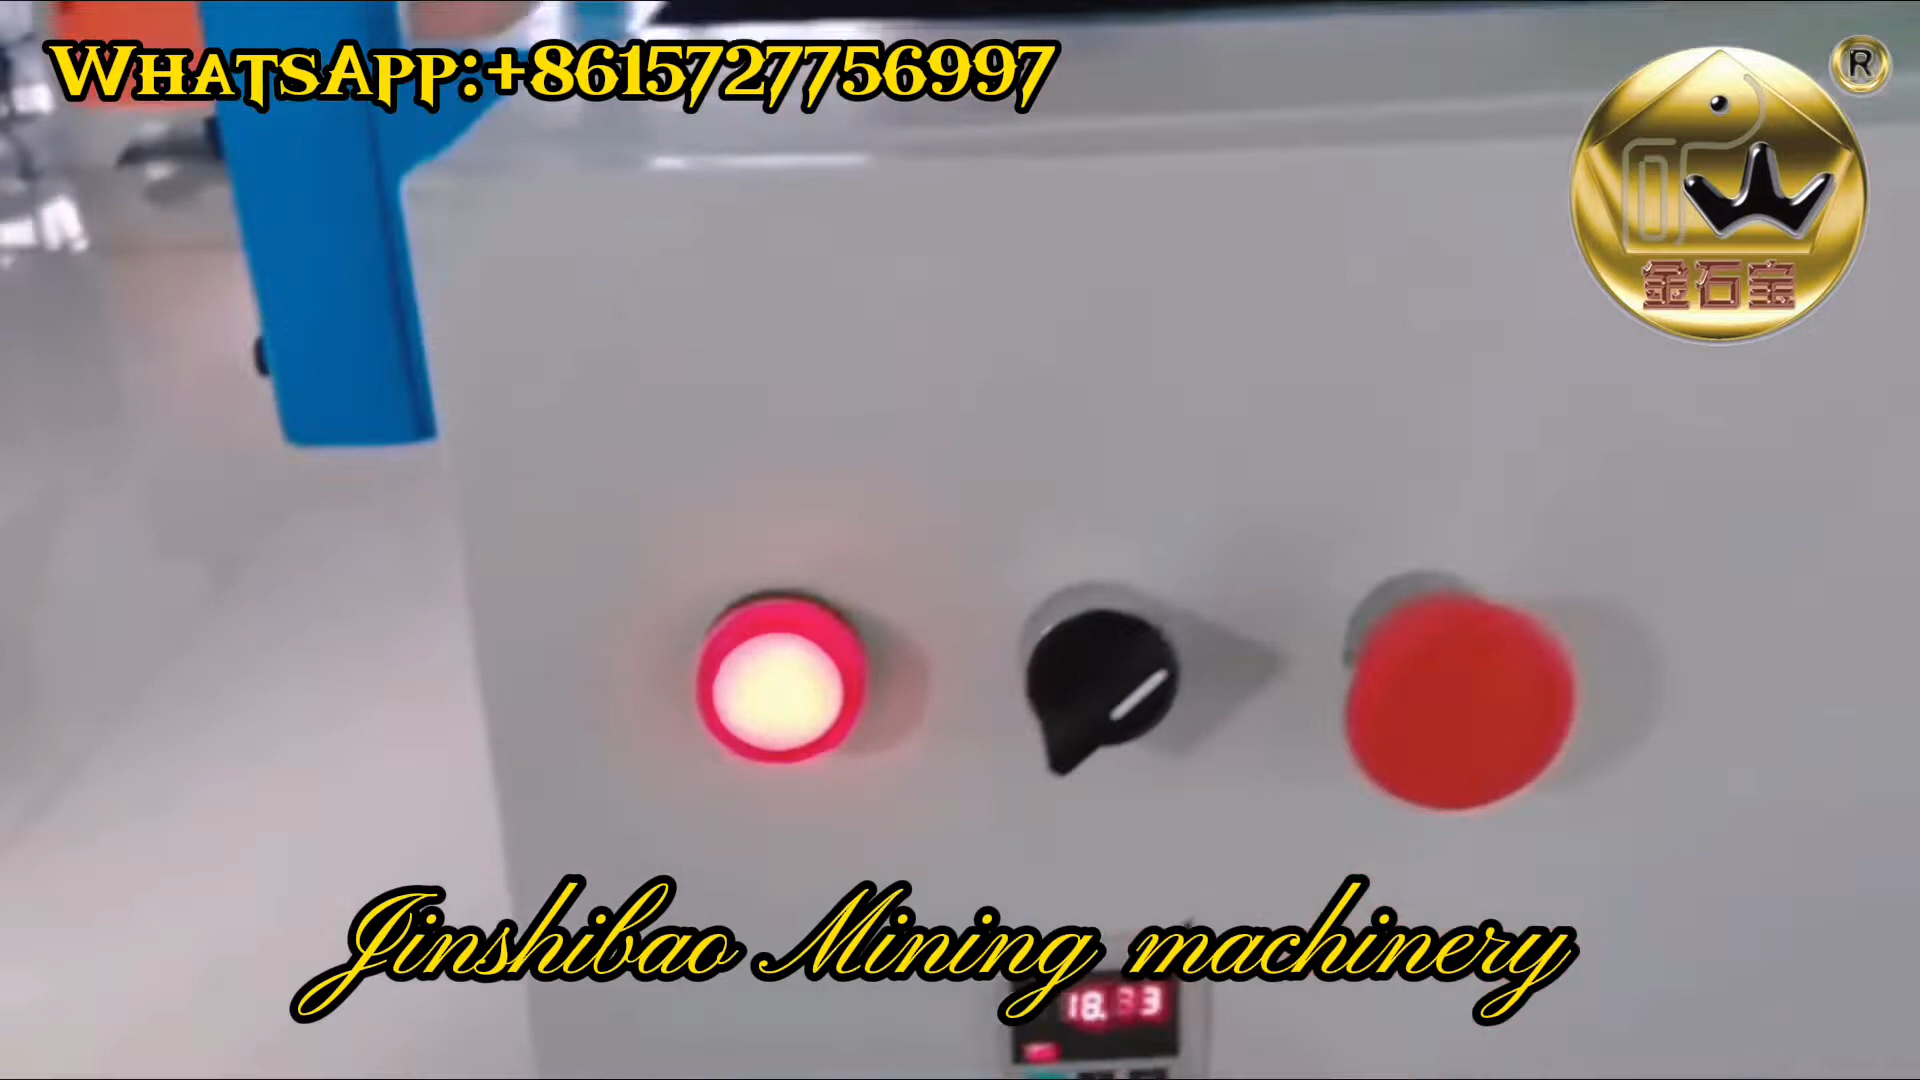 WhatsApp:+8615727756997
R
金石宝
Jinshibao Mining machinery